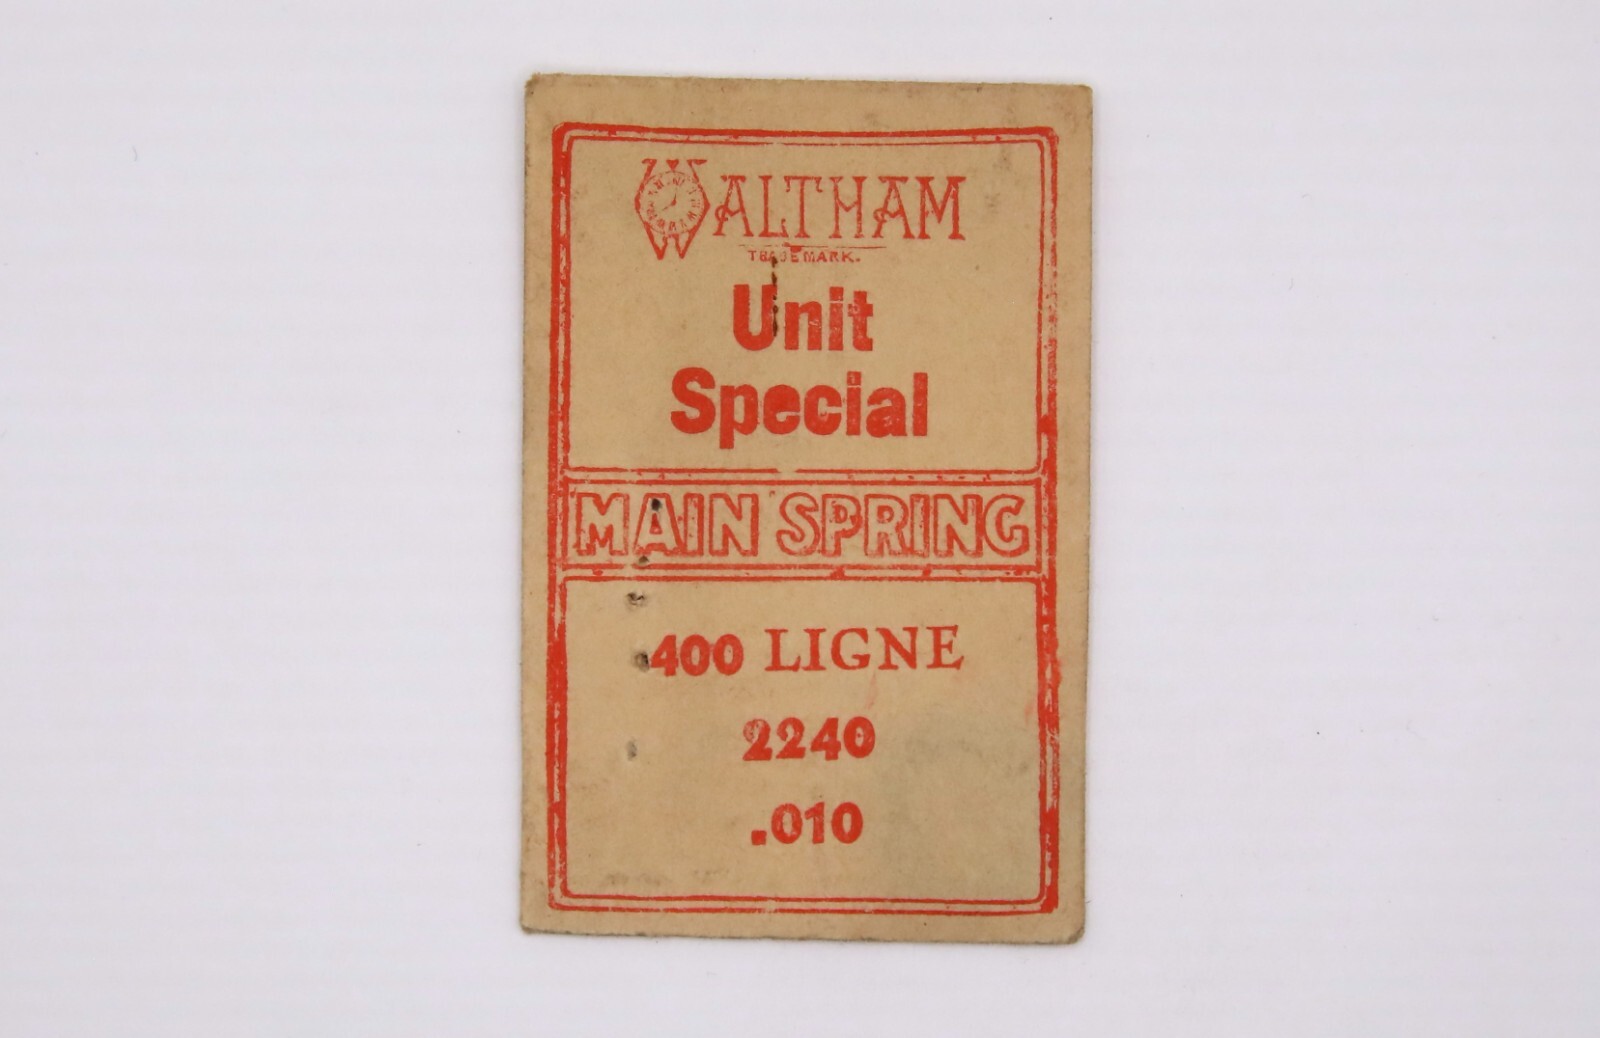 WALTHAM
TRADEMARK.
Unit
Special
MAIN SPRING
400 LIGNE
2240
.010